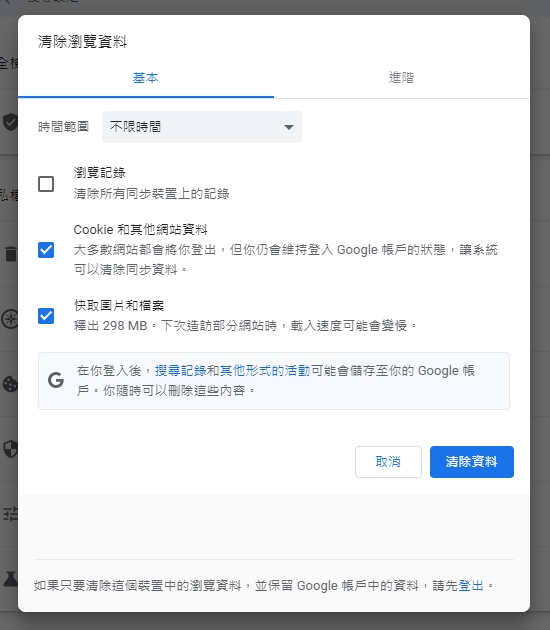 清除瀏覽資料
基本
進階
時間範圍
不限時間
瀏覽記錄
清除所有同步裝置上的記錄
Cookie 和其他網站資料
大多數網站都會將你登出，但你仍會維持登入 Google 帳戶的狀態，讓系統
可以清除同步資料。
快取圖片和檔案
釋出 298 MB。下次造訪部分網站時，載入速度可能會變慢。
在你登入後，搜尋記錄和其他形式的活動可能會儲存至你的 Google 帳
戶。你隨時可以刪除這些內容。
取消
清除資料
如果只要清除這個裝置中的瀏覽資料，並保留 Google 帳戶中的資料，請先登出。